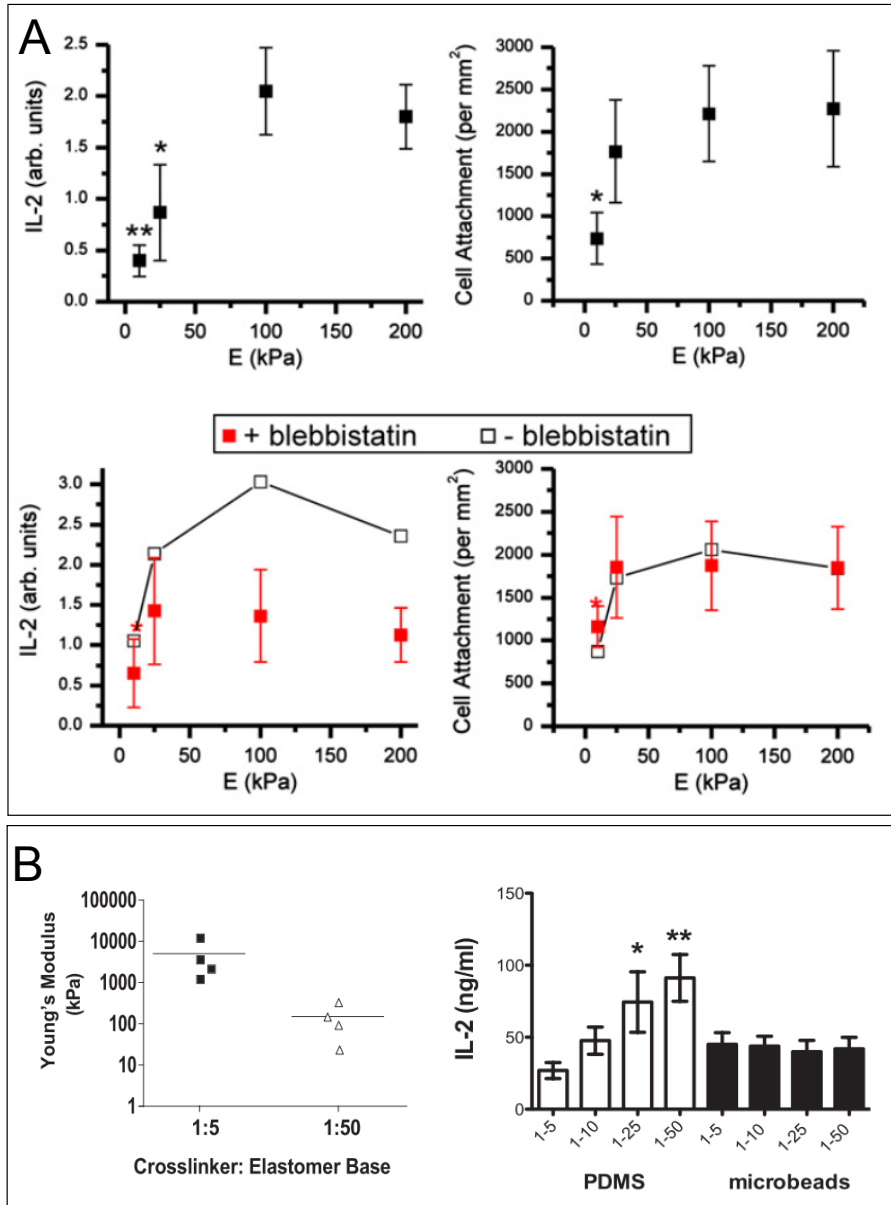 A
IL-2 (arb. units)
2.5
2.0
1.5
1.0
0.5
0.0
**
*
0 50 100 150 200
E (kPa)
Cell Attachment (per mm2)
3000
2500
2000
1500
1000
500
0
*
0 50 100 150 200
E (kPa)
+ blebbistatin - blebbistatin
IL-2 (arb. units)
3.0
2.5
2.0
1.5
1.0
0.5
0.0
*
0 50 100 150 200
E (kPa)
Cell Attachment (per mm2)
3000
2500
2000
1500
1000
500
0
*
0 50 100 150 200
E (kPa)
B
Young's Modulus
(kPa)
100000
10000
1000
100
10
1
1:5 1:50
Crosslinker: Elastomer Base
IL-2 (ng/ml)
150
100
50
0
* **
1-5 1-10 1-25 1-50 1-5 1-10 1-25 1-50
PDMS microbeads